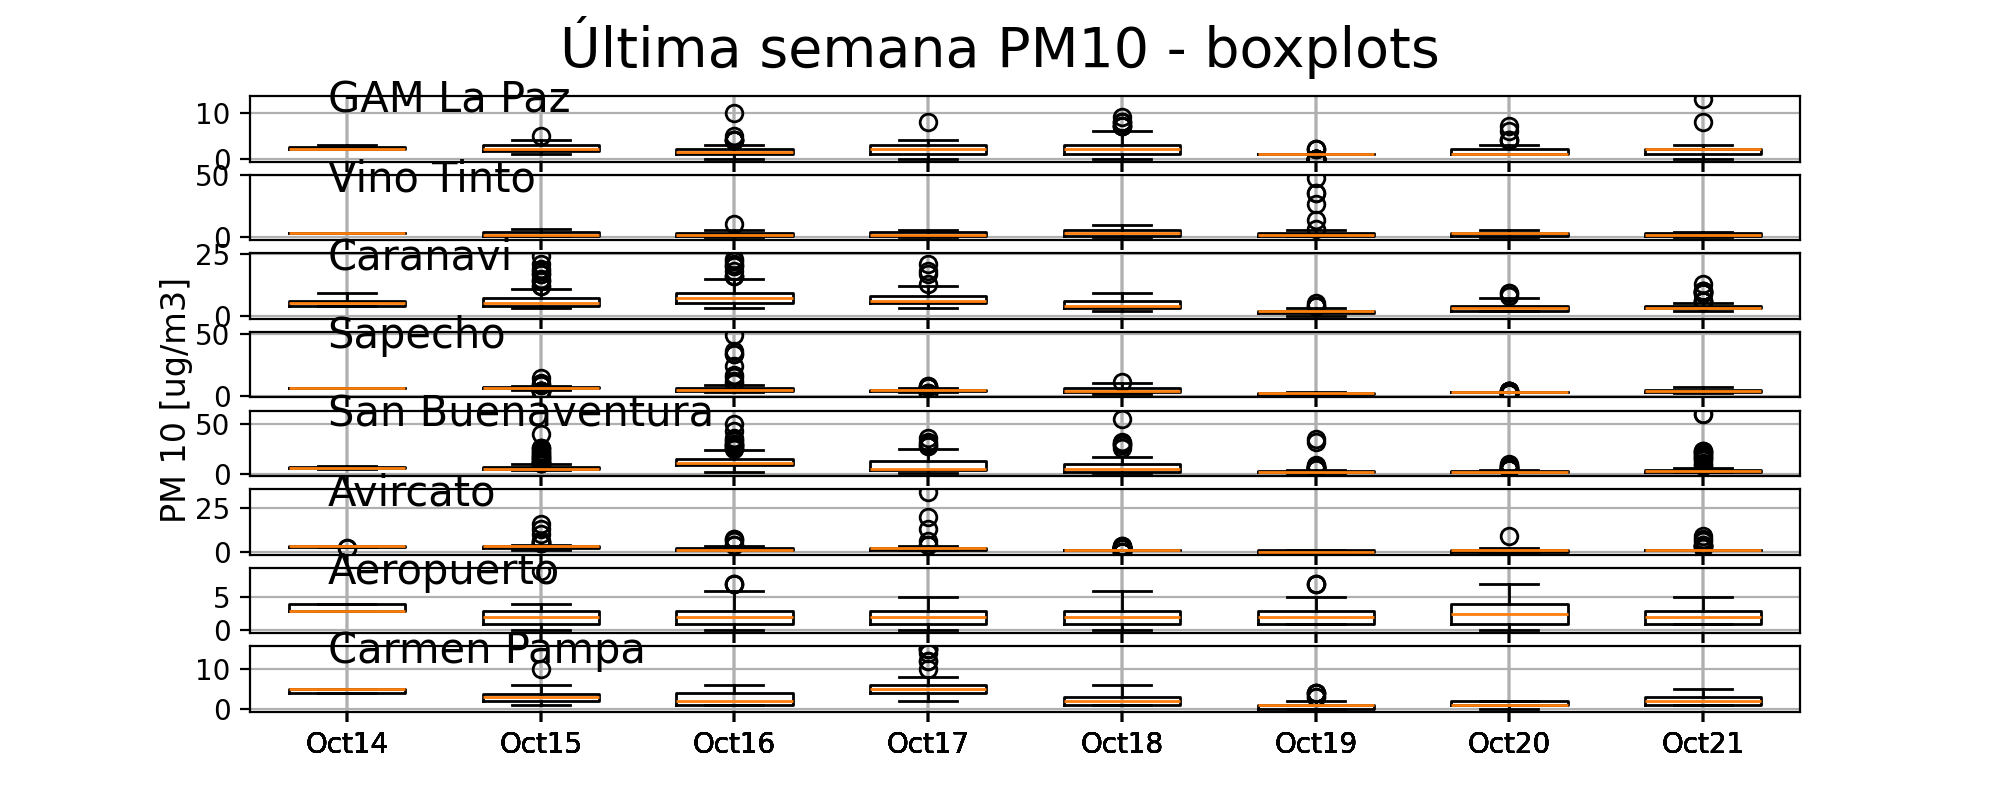 Última semana PM10 - boxplots
GAM La Paz
10
0
Vino Tinto
50
0
Caranavi
25
0
Sapecho
50
0
San Buenaventura
50
0
Avircato
25
0
Aeropuerto
5
0
Carmen Pampa
10
0
PM 10 [ug/m3]
Oct14 Oct15 Oct16 Oct17 Oct18 Oct19 Oct20 Oct21